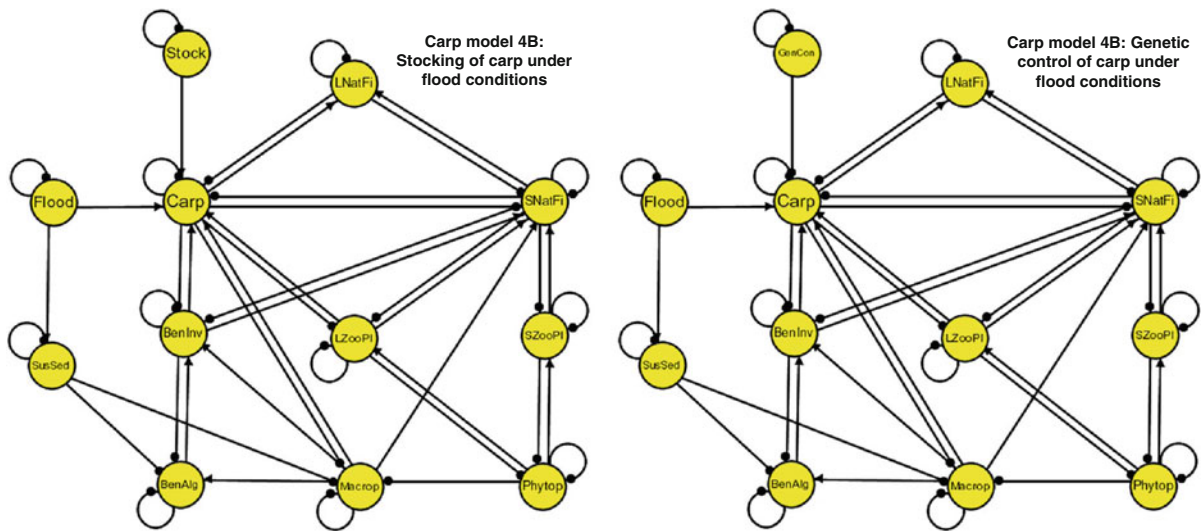 Carp model 4B:
Stocking of carp under
flood conditions
Stock
LNatFi
Flood
Carp
SNatFi
BenInv
LZooPl
SZooPl
SusSed
BenAlg
Macrop
Phytop
Carp model 4B: Genetic
control of carp under
flood conditions
GenCon
LNatFi
Flood
Carp
SNatFi
BenInv
LZooPl
SZooPl
SusSed
BenAlg
Macrop
Phytop